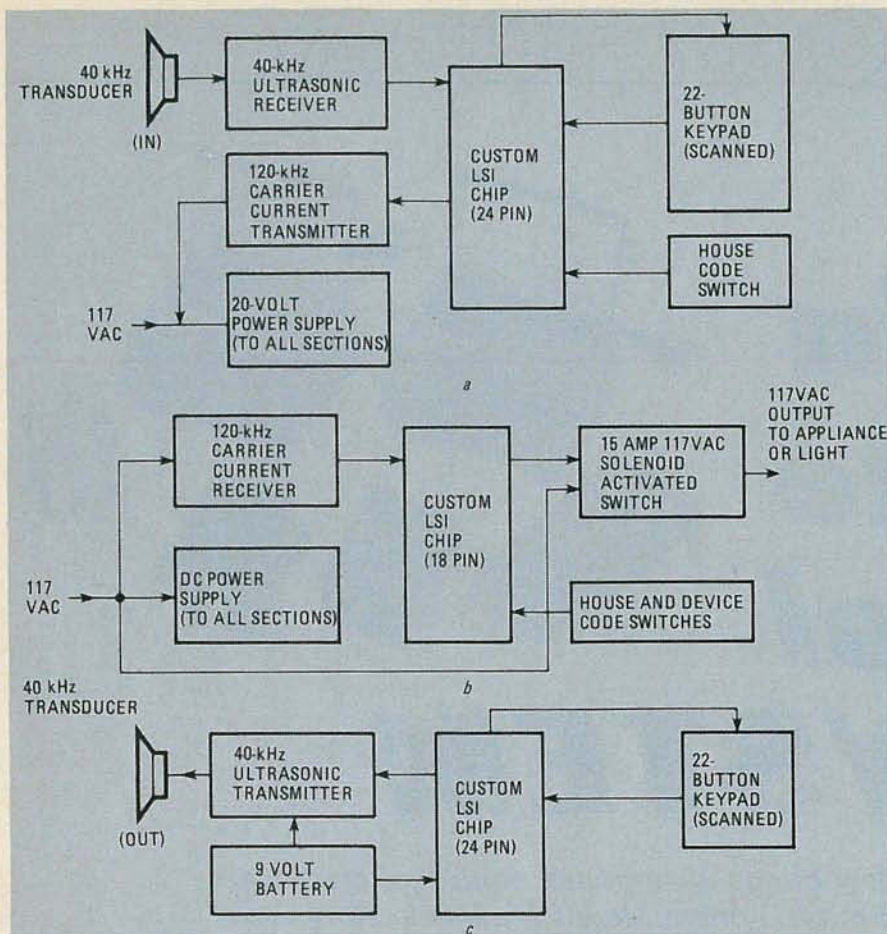 40 kHz
TRANSDUCER
(IN)
40-kHz
ULTRASONIC
RECEIVER
120-kHz
CARRIER
CURRENT
TRANSMITTER
117
VAC
20-VOLT
POWER SUPPLY
(TO ALL SECTIONS)
CUSTOM
LSI
CHIP
(24 PIN)
22-
BUTTON
KEYPAD
(SCANNED)
HOUSE
CODE
SWITCH
a
120-kHz
CARRIER
CURRENT
RECEIVER
117
VAC
DC POWER
SUPPLY
(TO ALL SECTIONS)
CUSTOM
LSI
CHIP
(18 PIN)
15 AMP 117VAC
SOLENOID
ACTIVATED
SWITCH
117VAC
OUTPUT
TO APPLIANCE
OR LIGHT
HOUSE AND DEVICE
CODE SWITCHES
b
40 kHz
TRANSDUCER
(OUT)
40-kHz
ULTRASONIC
TRANSMITTER
9 VOLT
BATTERY
CUSTOM
LSI
CHIP
(24 PIN)
22-
BUTTON
KEYPAD
(SCANNED)
c